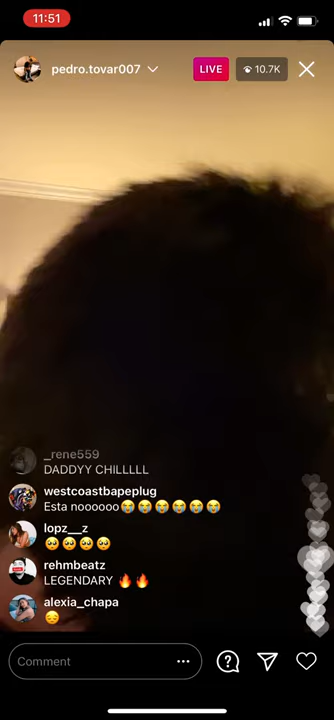 11:51
pedro.tovar007
LIVE
10.7K
_rene559
DADDYY CHILLLLL
westcoastbapeplug
Esta noooooo😭😭😭😭😭😭
lopz__z
🥺🥺🥺🥺
rehmbeatz
LEGENDARY 🔥🔥
alexia_chapa
😔
Comment